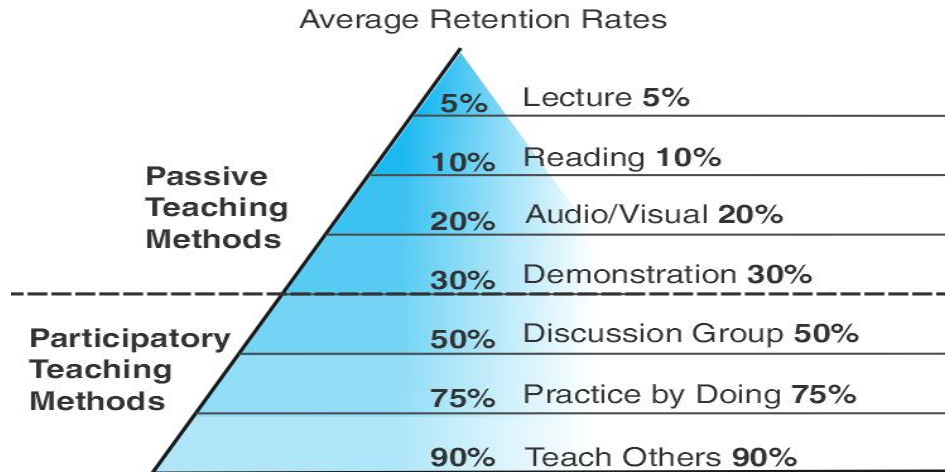 Average Retention Rates
5% Lecture 5%
10% Reading 10%
Passive
Teaching
Methods
20% Audio/Visual 20%
30% Demonstration 30%
Participatory
Teaching
Methods
50% Discussion Group 50%
75% Practice by Doing 75%
90% Teach Others 90%